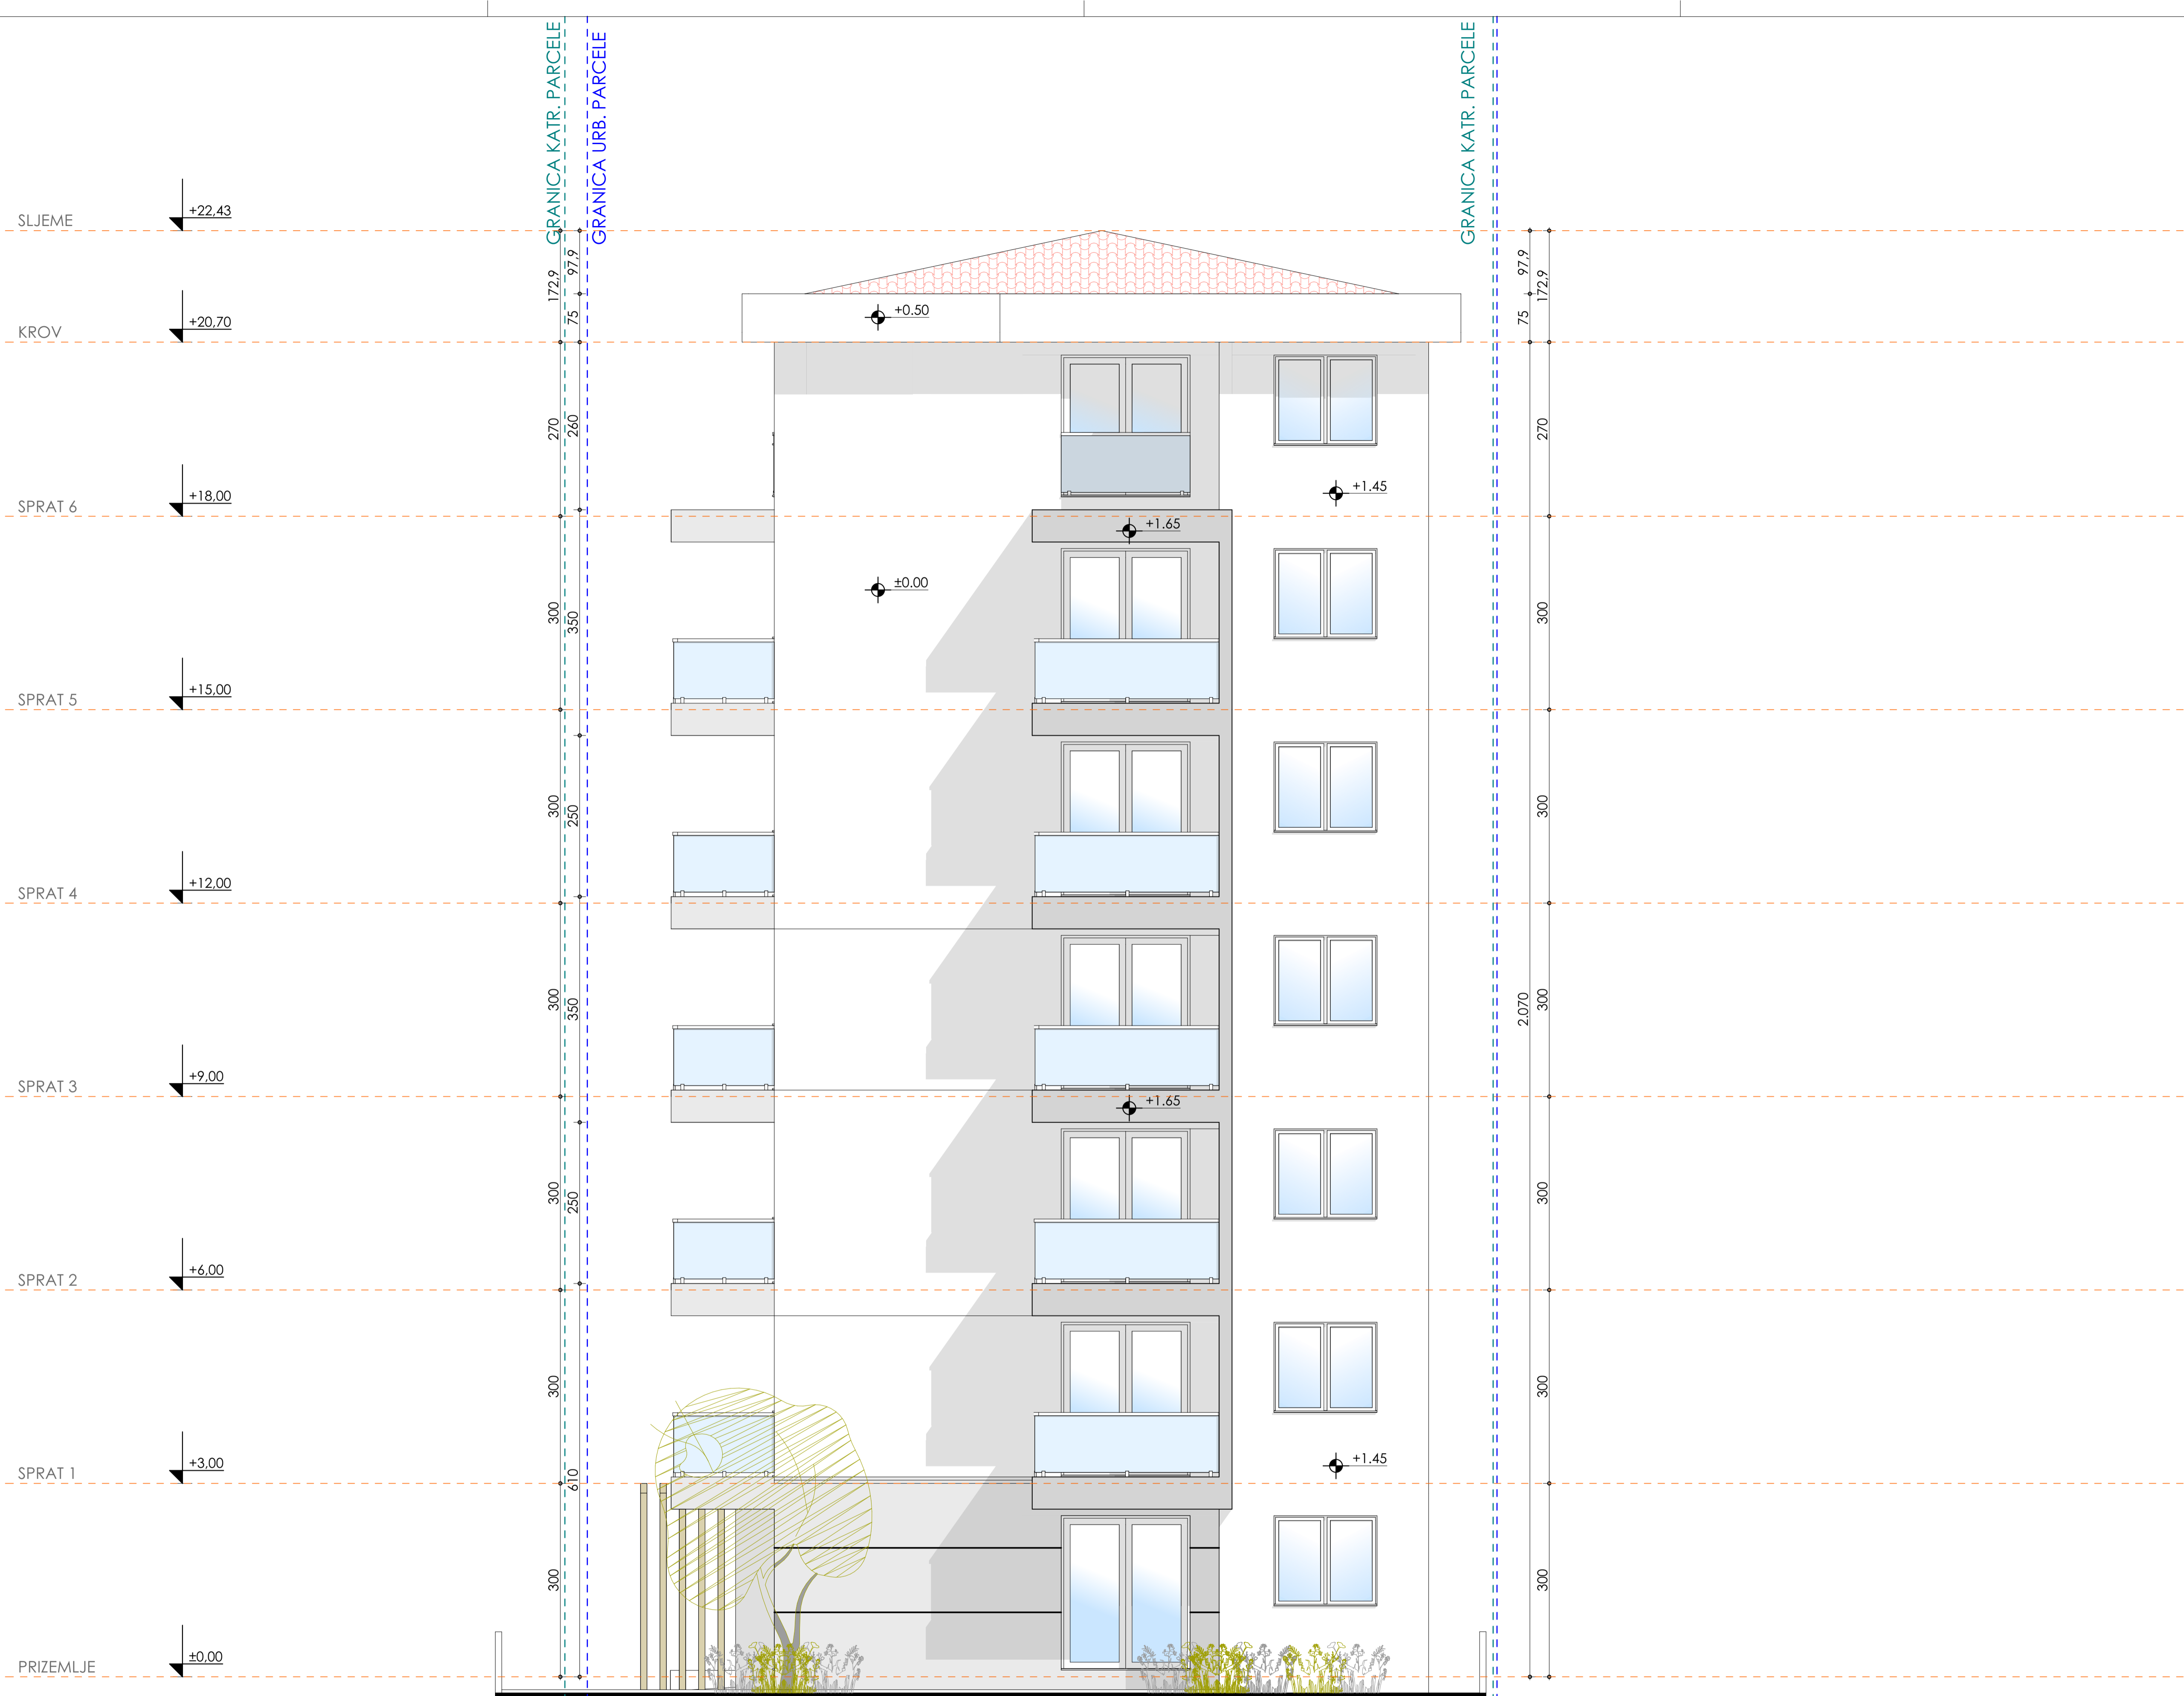 GRANICA KATR. PARCELE
GRANICA URB. PARCELE
GRANICA KATR. PARCELE
SLJEME +22,43
97,9
172,9
97,9
172,9
+0.50
75
75
KROV +20,70
270
260
270
+1.45
SPRAT 6 +18,00
+1.65
±0.00
300
350
300
SPRAT 5 +15,00
300
250
300
SPRAT 4 +12,00
300
350
2.070
300
SPRAT 3 +9,00
+1.65
300
250
300
SPRAT 2 +6,00
300
300
+1.45
SPRAT 1 +3,00
610
300
300
PRIZEMLJE ±0,00